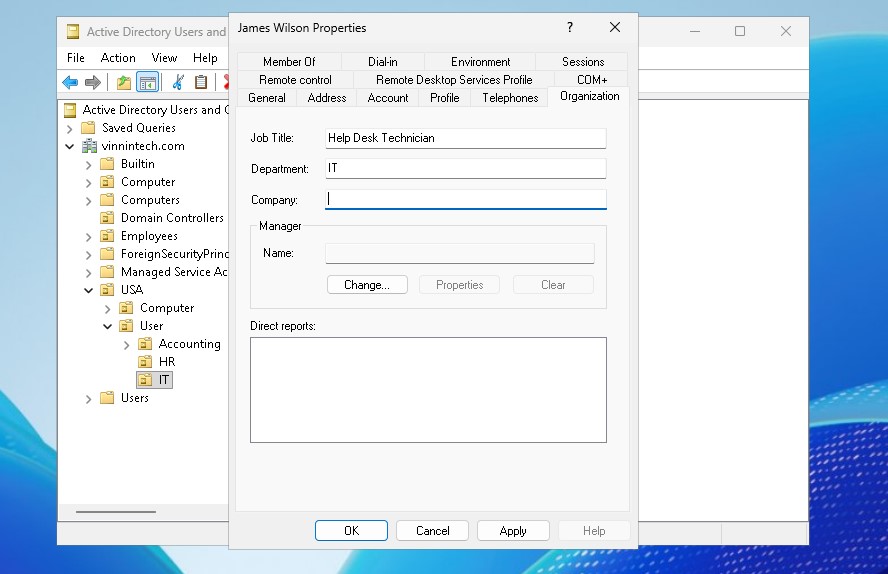 Active Directory Users and
James Wilson Properties
?
File Action View Help
Member Of Dial-in Environment Sessions
Remote control Remote Desktop Services Profile COM+
General Address Account Profile Telephones Organization
Active Directory Users and C
Saved Queries
vinnintech.com
Builtin
Computer
Computers
Domain Controllers
Employees
ForeignSecurityPrinc
Managed Service Ac
USA
Computer
User
Accounting
HR
IT
Users
Job Title: Help Desk Technician
Department: IT
Company:
Manager
Name:
Change... Properties Clear
Direct reports:
OK Cancel Apply Help